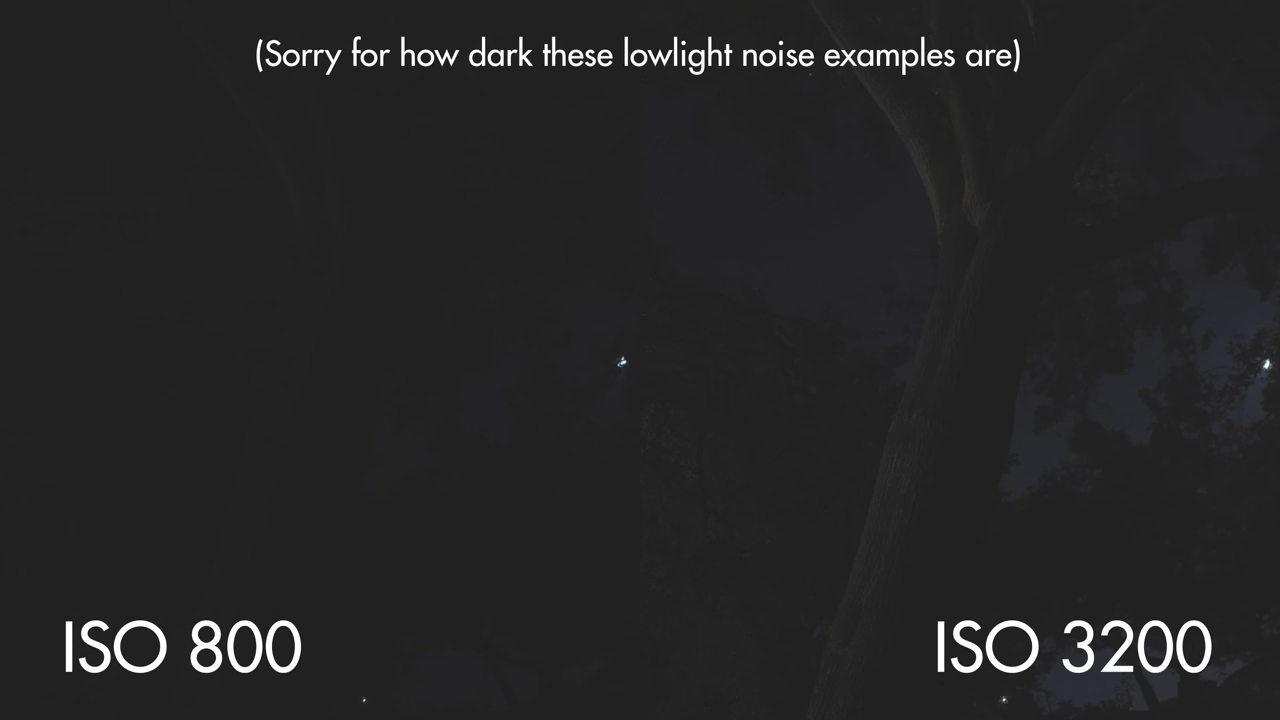 (Sorry for how dark these lowlight noise examples are)
ISO 800
ISO 3200